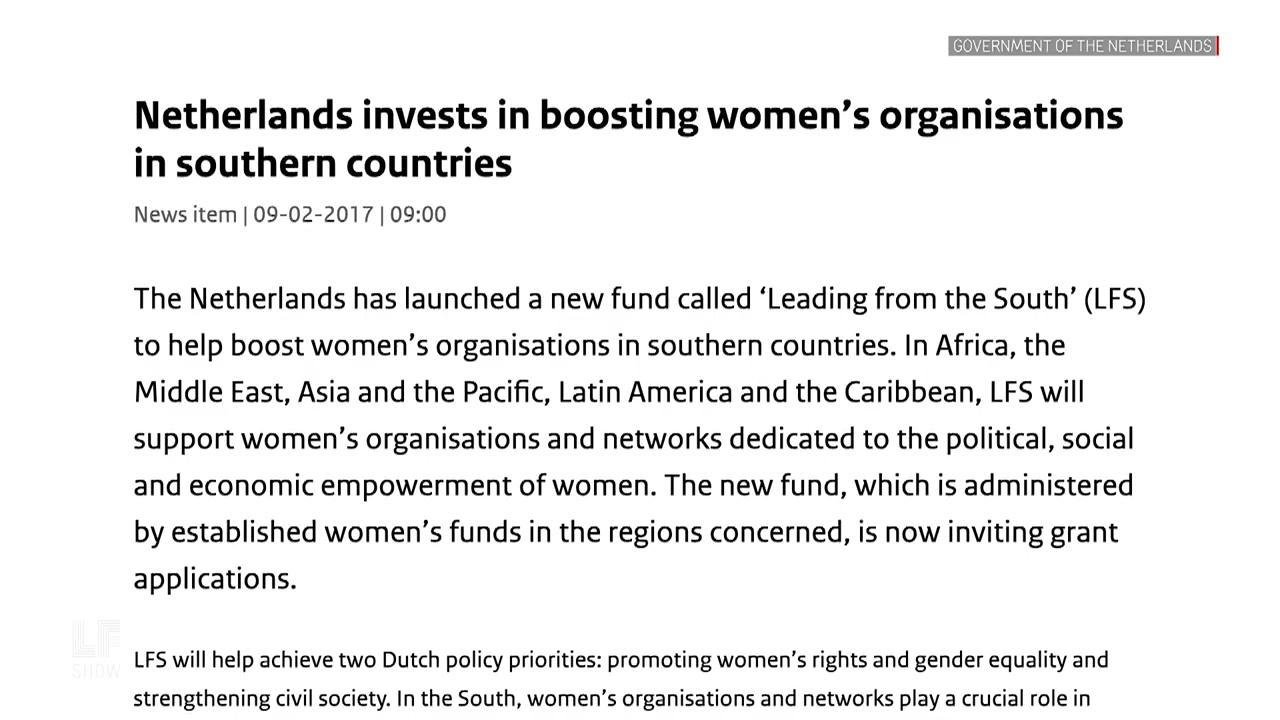 GOVERNMENT OF THE NETHERLANDS
Netherlands invests in boosting women’s organisations
in southern countries
News item | 09-02-2017 | 09:00
The Netherlands has launched a new fund called ‘Leading from the South’ (LFS)
to help boost women’s organisations in southern countries. In Africa, the
Middle East, Asia and the Pacific, Latin America and the Caribbean, LFS will
support women’s organisations and networks dedicated to the political, social
and economic empowerment of women. The new fund, which is administered
by established women’s funds in the regions concerned, is now inviting grant
applications.
LF
SHOW
LFS will help achieve two Dutch policy priorities: promoting women’s rights and gender equality and
strengthening civil society. In the South, women’s organisations and networks play a crucial role in